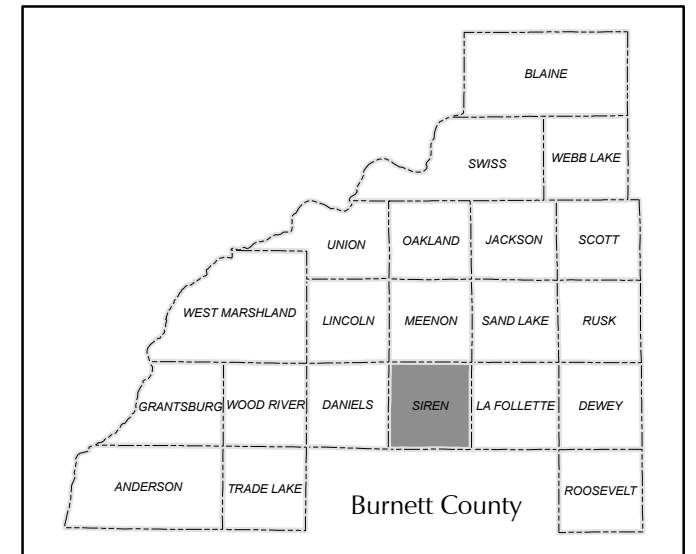 BLAINE
SWISS
WEBB LAKE
UNION
OAKLAND
JACKSON
SCOTT
WEST MARSHLAND
LINCOLN
MEENON
SAND LAKE
RUSK
GRANTSBURG
WOOD RIVER
DANIELS
SIREN
LA FOLLETTE
DEWEY
ANDERSON
TRADE LAKE
ROOSEVELT
Burnett County